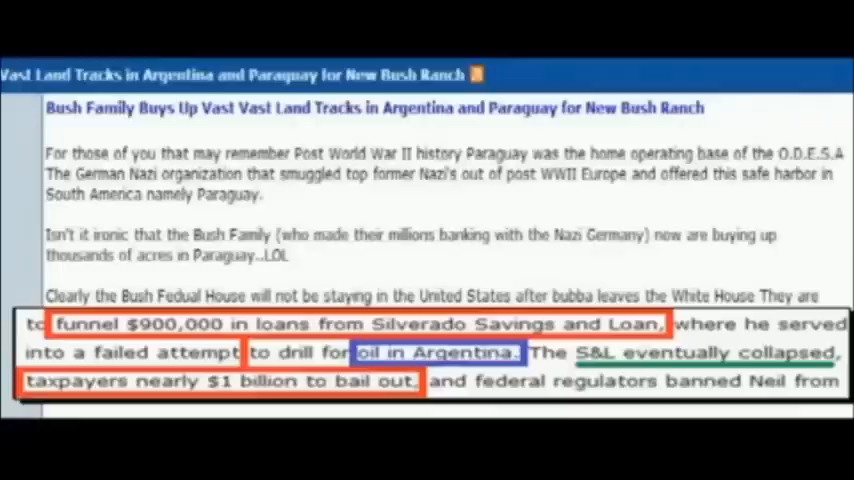 Vast Land Tracks in Argentina and Paraguay for New Bush Ranch
Bush Family Buys Up Vast Vast Land Tracks in Argentina and Paraguay for New Bush Ranch
For those of you that may remember Post World War II history Paraguay was the home operating base of the O.D.E.S.A
The German Nazi organization that smuggled top former Nazi's out of post WWII Europe and offered this safe harbor in
South America namely Paraguay.
Isn't it ironic that the Bush Family (who made their millions banking with the Nazi Germany) now are buying up
thousands of acres in Paraguay..LOL
Clearly the Bush Fedual House will not be staying in the United States after bubba leaves the White House They are
to funnel $900,000 in loans from Silverado Savings and Loan, where he served
into a failed attempt to drill for oil in Argentina. The S&L eventually collapsed,
taxpayers nearly $1 billion to bail out, and federal regulators banned Neil from